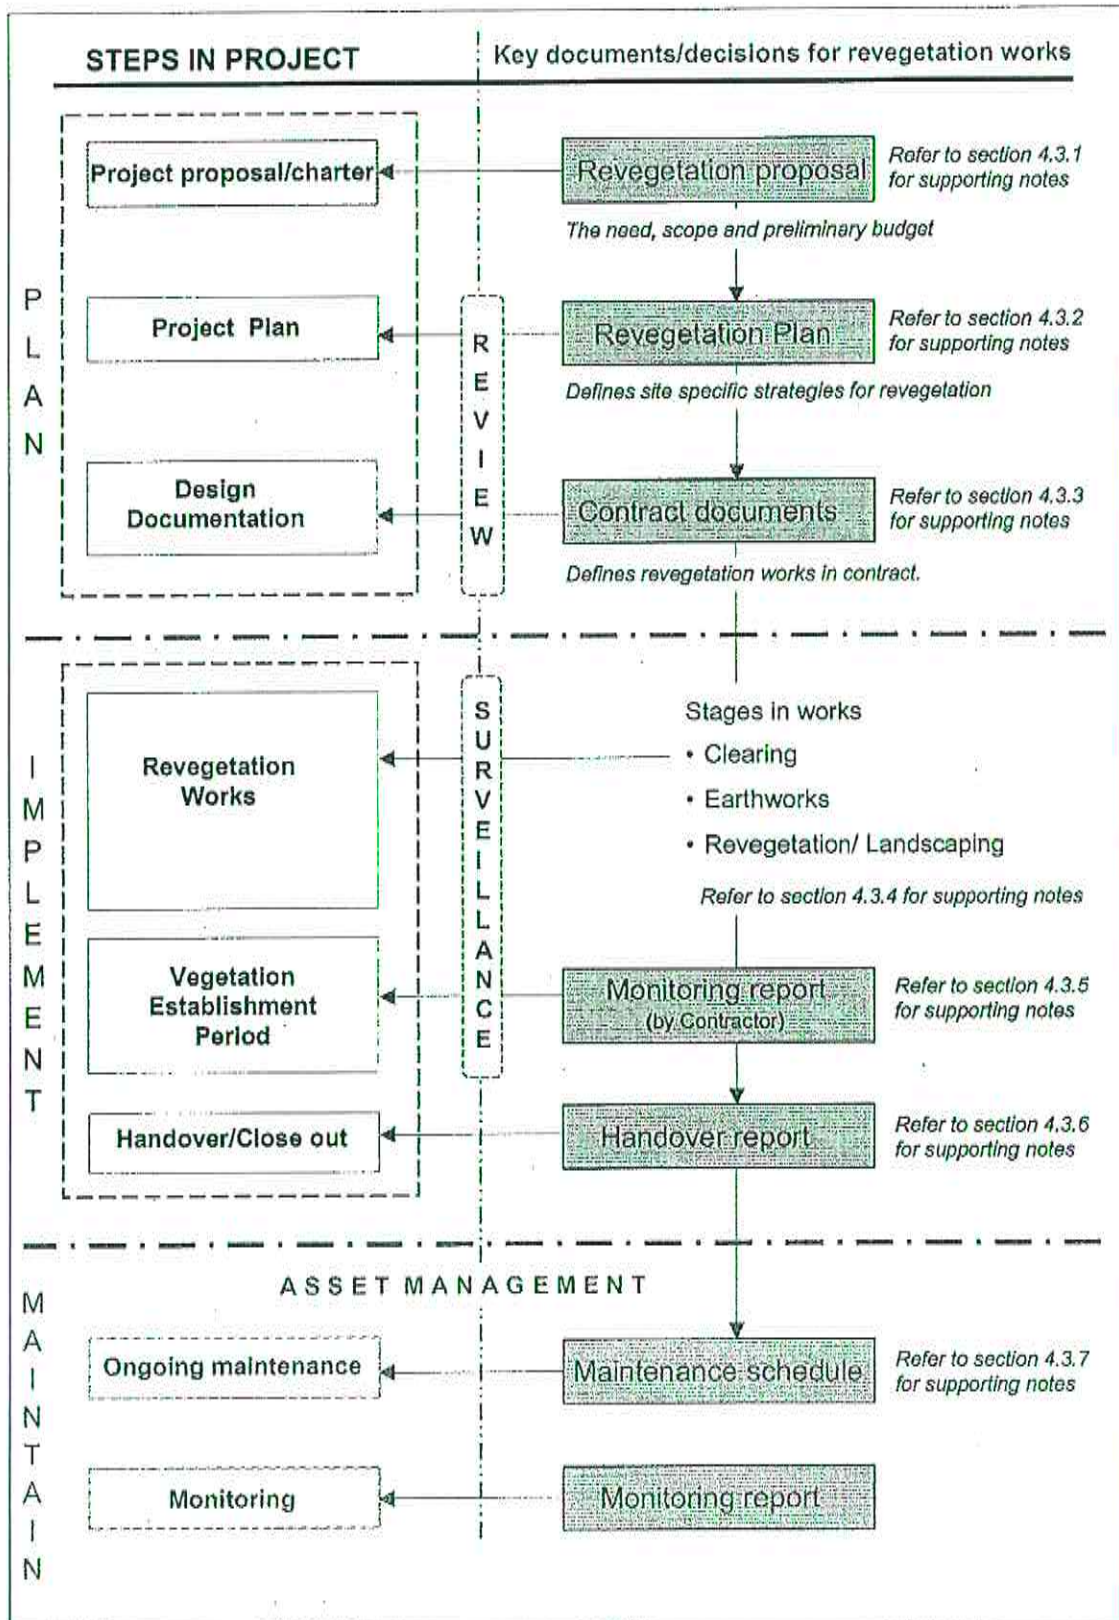 STEPS IN PROJECT
Key documents/decisions for revegetation works
PLAN
Project proposal/charter
Revegetation proposal
Refer to section 4.3.1
for supporting notes
The need, scope and preliminary budget
REVIEW
Project Plan
Revegetation Plan
Refer to section 4.3.2
for supporting notes
Defines site specific strategies for revegetation
Design
Documentation
Contract documents
Refer to section 4.3.3
for supporting notes
Defines revegetation works in contract.
IMPLEMENT
SURVELLANCE
Revegetation
Works
Stages in works
• Clearing
• Earthworks
• Revegetation/ Landscaping
Refer to section 4.3.4 for supporting notes
Vegetation
Establishment
Period
Monitoring report
(by Contractor)
Refer to section 4.3.5
for supporting notes
Handover/Close out
Handover report
Refer to section 4.3.6
for supporting notes
ASSET MANAGEMENT
MAINTAIN
Ongoing maintenance
Maintenance schedule
Refer to section 4.3.7
for supporting notes
Monitoring
Monitoring report